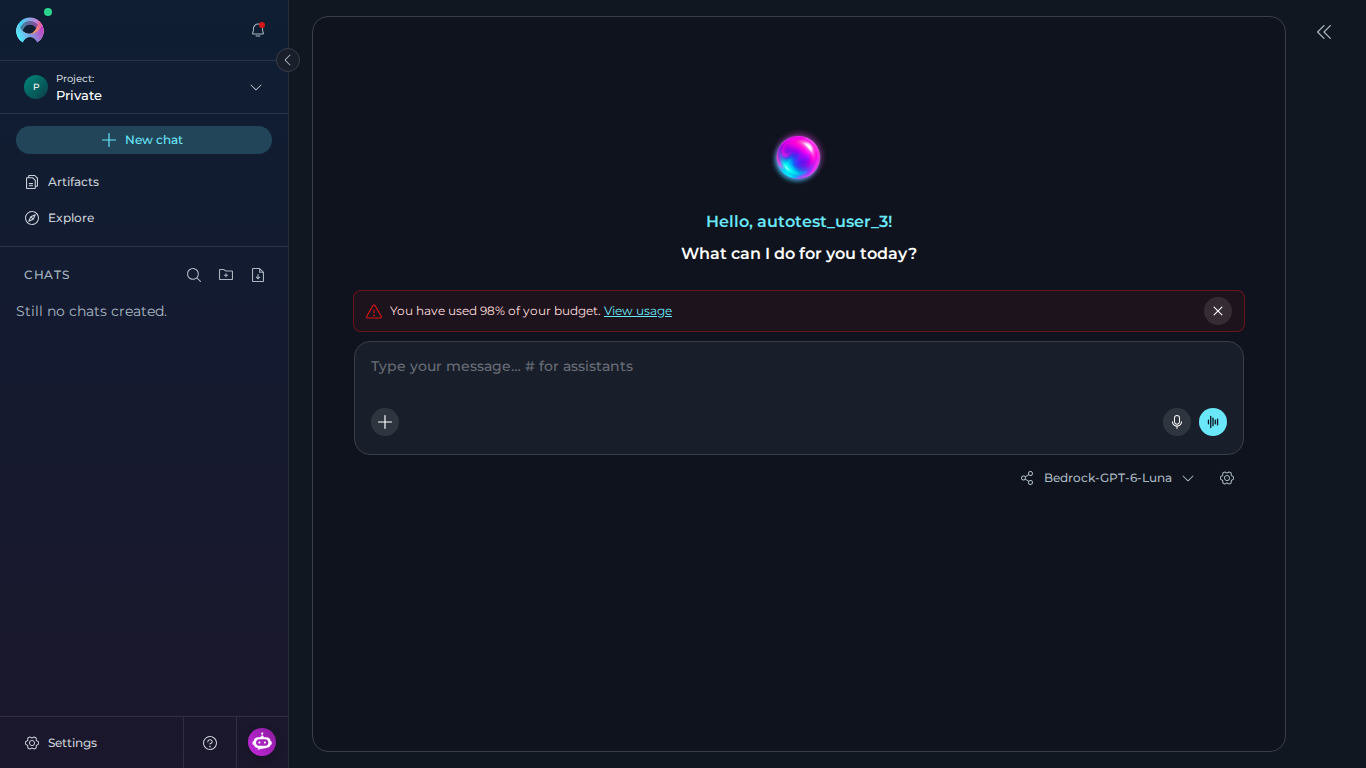 Project:
P
Private
New chat
Artifacts
Explore
CHATS
Still no chats created.
Settings
Hello, autotest_user_3!
What can I do for you today?
You have used 98% of your budget. View usage
Type your message... # for assistants
Bedrock-GPT-6-Luna